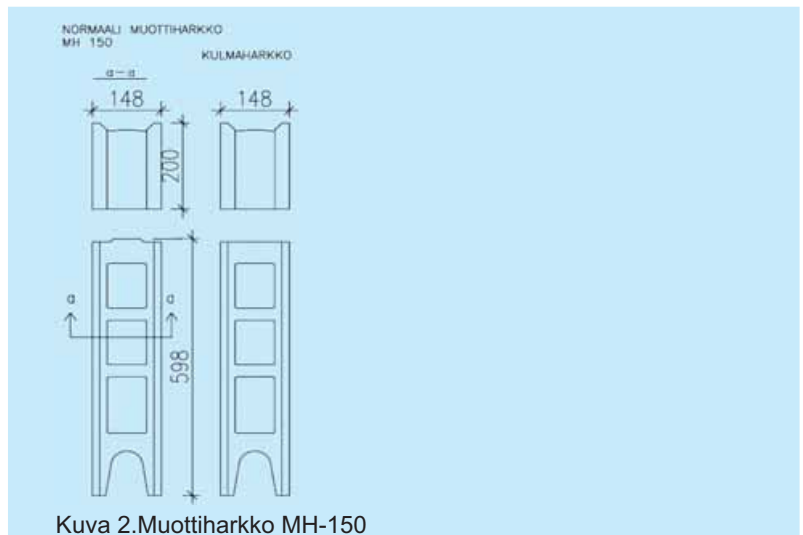 NORMAALI MUOTTIHARKKO
MH 150
KULMAHARKKO
a-a
148
148
200
a
a
598
Kuva 2.Muottiharkko MH-150